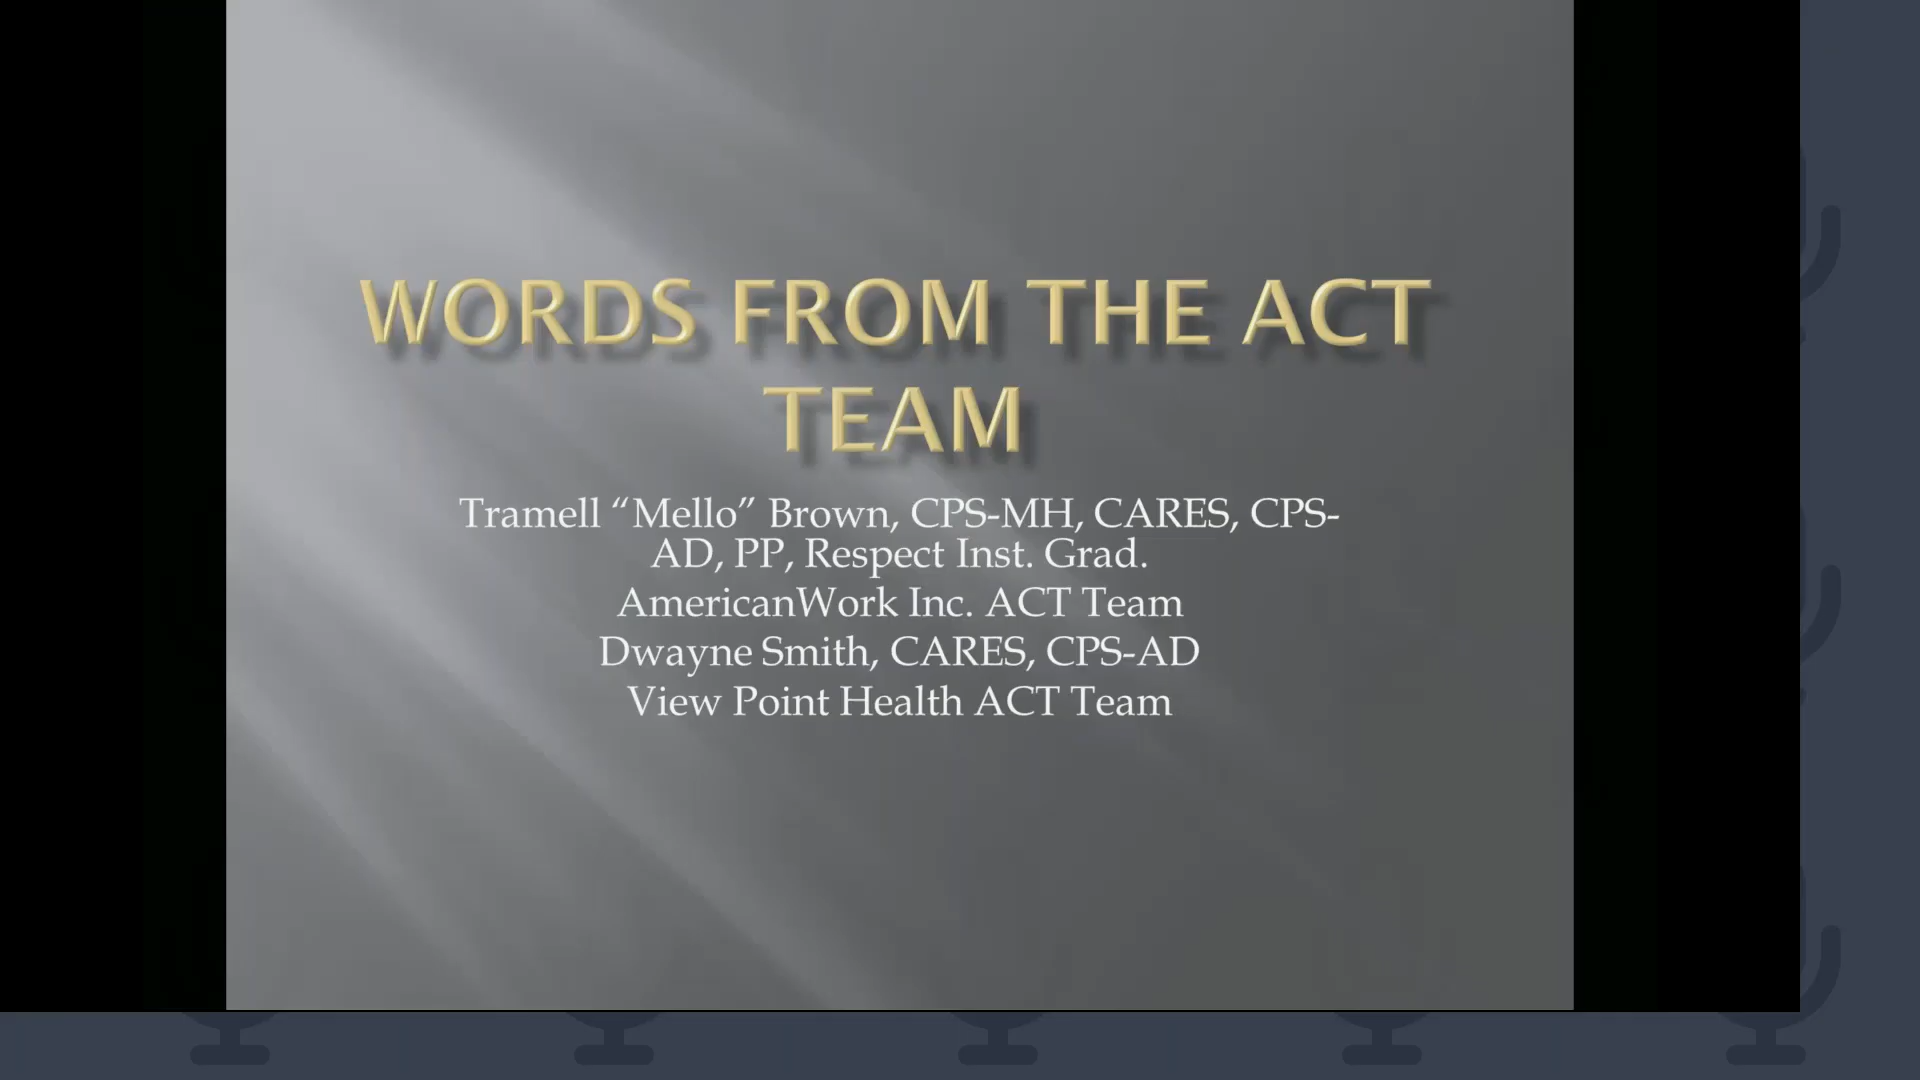 WORDS FROM THE ACT
TEAM
Tramell “Mello” Brown, CPS-MH, CARES, CPS-
AD, PP, Respect Inst. Grad.
AmericanWork Inc. ACT Team
Dwayne Smith, CARES, CPS-AD
View Point Health ACT Team